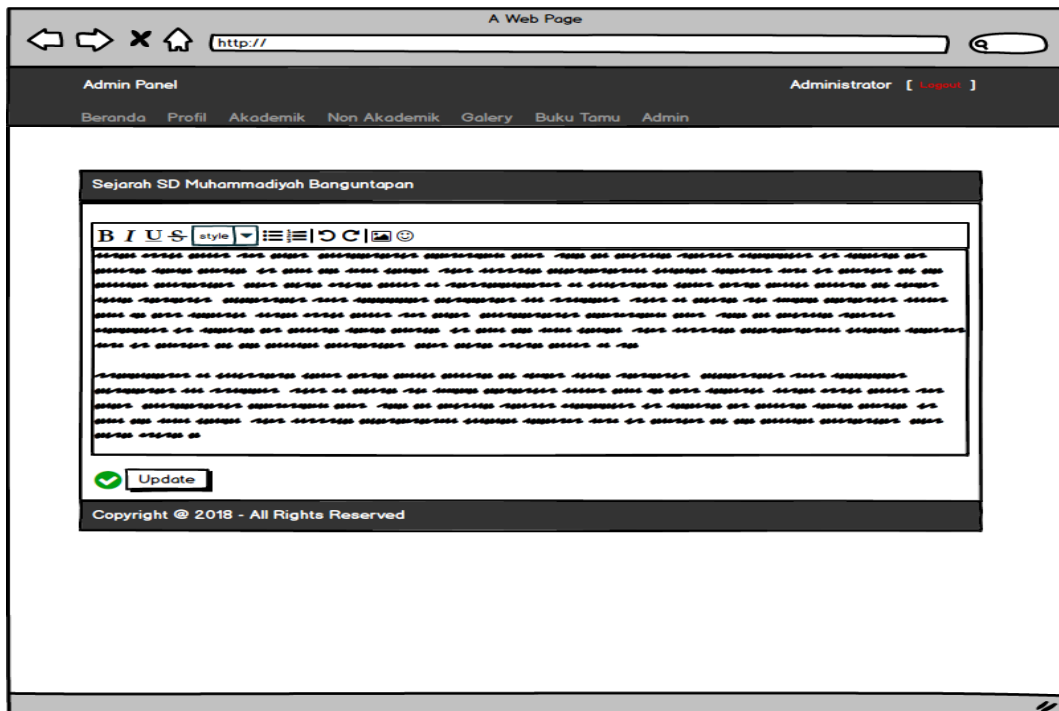 A Web Page
http://
Admin Panel
Administrator [ Logout ]
Beranda Profil Akademik Non Akademik Galery Buku Tamu Admin
Sejarah SD Muhammadiyah Banguntapan
B I U S style
Update
Copyright @ 2018 - All Rights Reserved